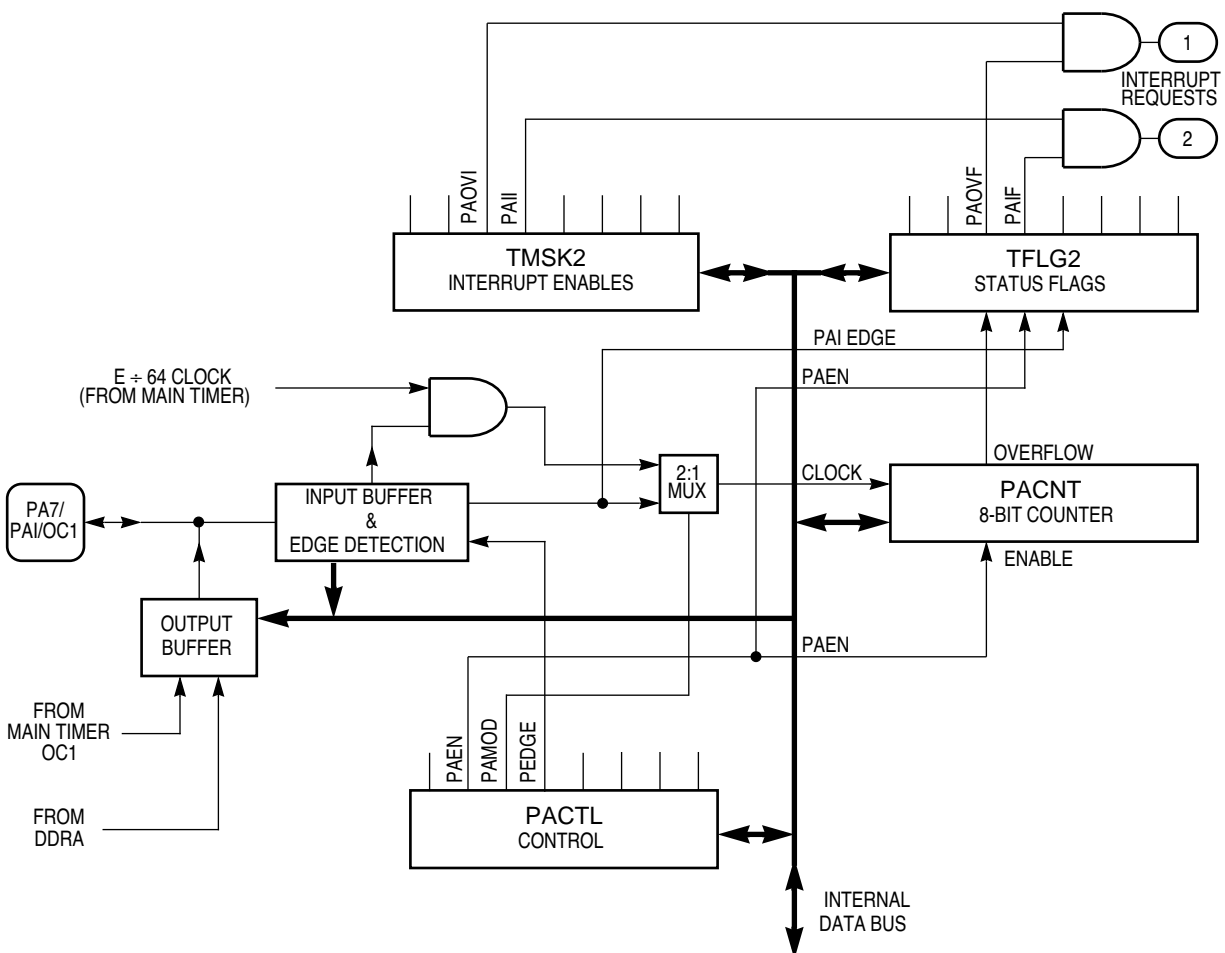 1
INTERRUPT
REQUESTS
2
PAOVI
PAII
PAOVF
PAIF
TMSK2
INTERRUPT ENABLES
TFLG2
STATUS FLAGS
PAI EDGE
E ÷ 64 CLOCK
(FROM MAIN TIMER)
PAEN
OVERFLOW
2:1
MUX
CLOCK
PACNT
8-BIT COUNTER
INPUT BUFFER
&
EDGE DETECTION
PA7/
PAI/OC1
ENABLE
OUTPUT
BUFFER
PAEN
FROM
MAIN TIMER
OC1
PAEN
PAMOD
PEDGE
FROM
DDRA
PACTL
CONTROL
INTERNAL
DATA BUS